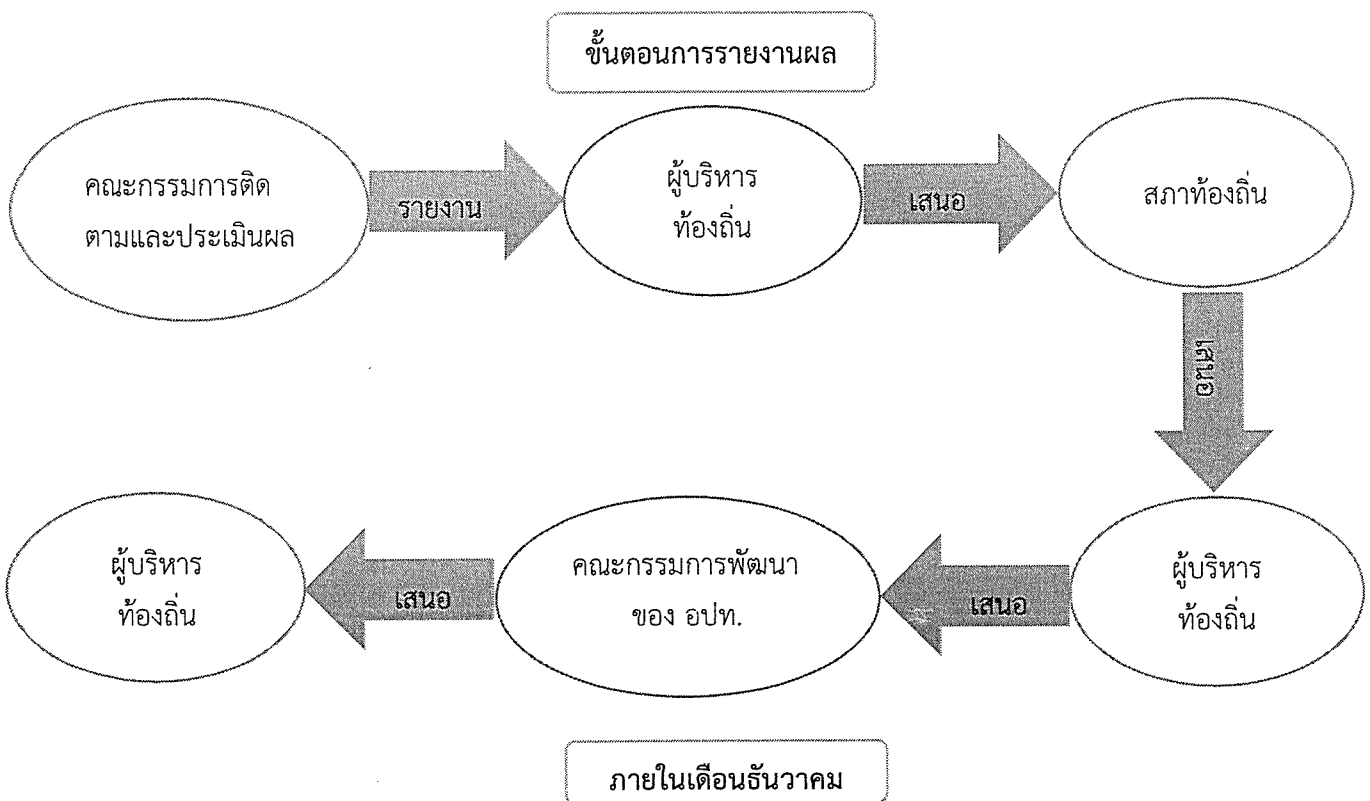 ขั้นตอนการรายงานผล
คณะกรรมการติด
ตามและประเมินผล
รายงาน
ผู้บริหาร
ท้องถิ่น
เสนอ
สภาท้องถิ่น
เสนอ
ผู้บริหาร
ท้องถิ่น
เสนอ
คณะกรรมการพัฒนา
ของ อปท.
เสนอ
ผู้บริหาร
ท้องถิ่น
ภายในเดือนธันวาคม